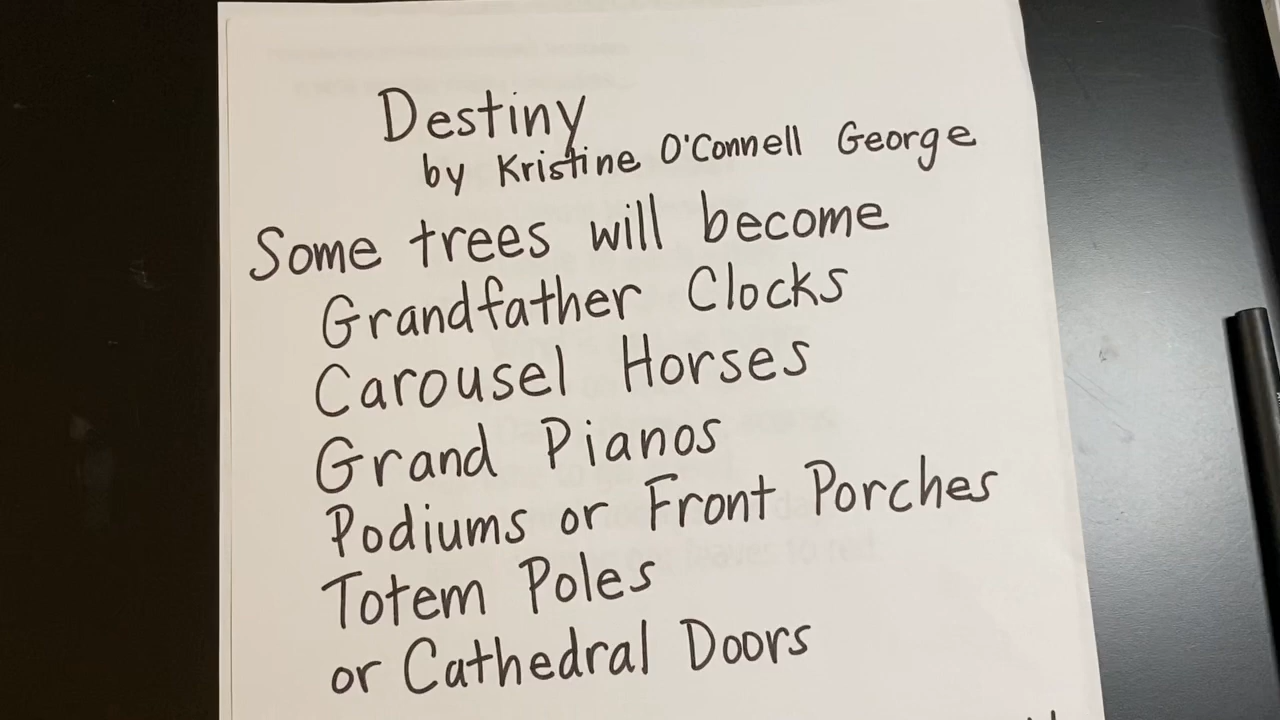 Destiny
by Kristine O'Connell George
Some trees will become
Grandfather Clocks
Carousel Horses
Grand Pianos
Podiums or Front Porches
Totem Poles
or Cathedral Doors